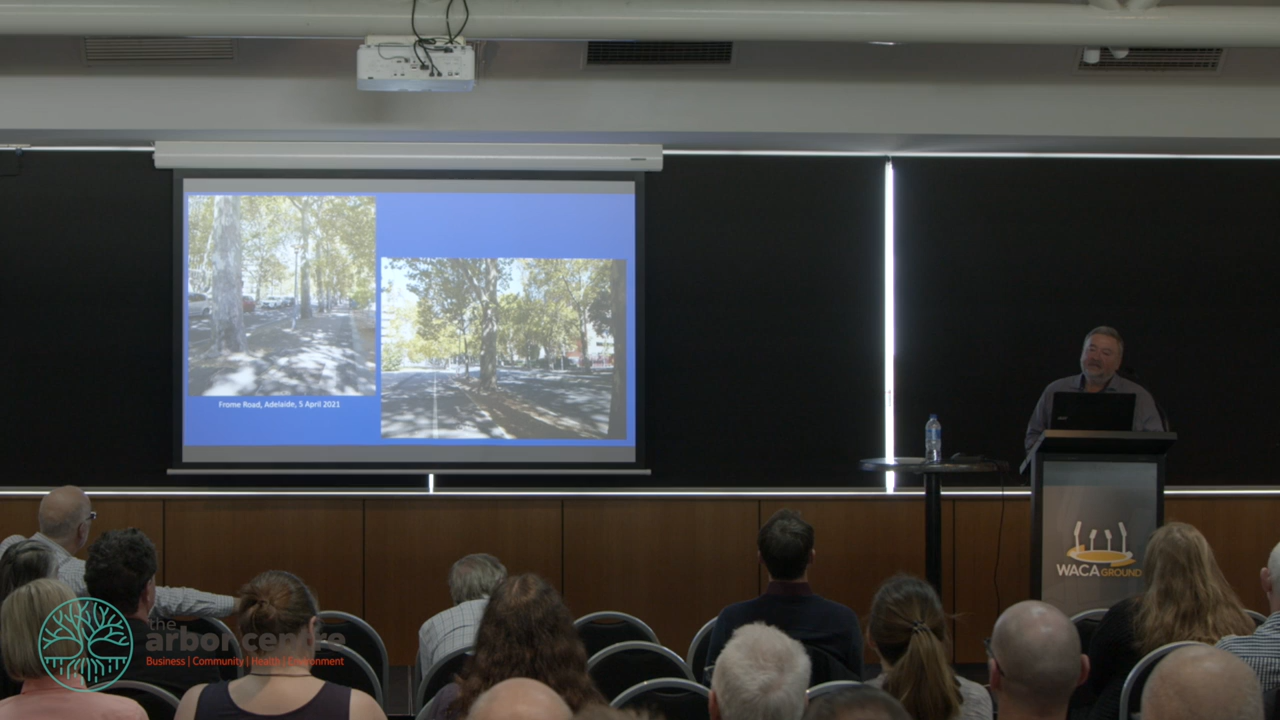 Frome Road, Adelaide, 5 April 2021
WACA GROUND
the
arbor centre
Business | Community | Health | Environment